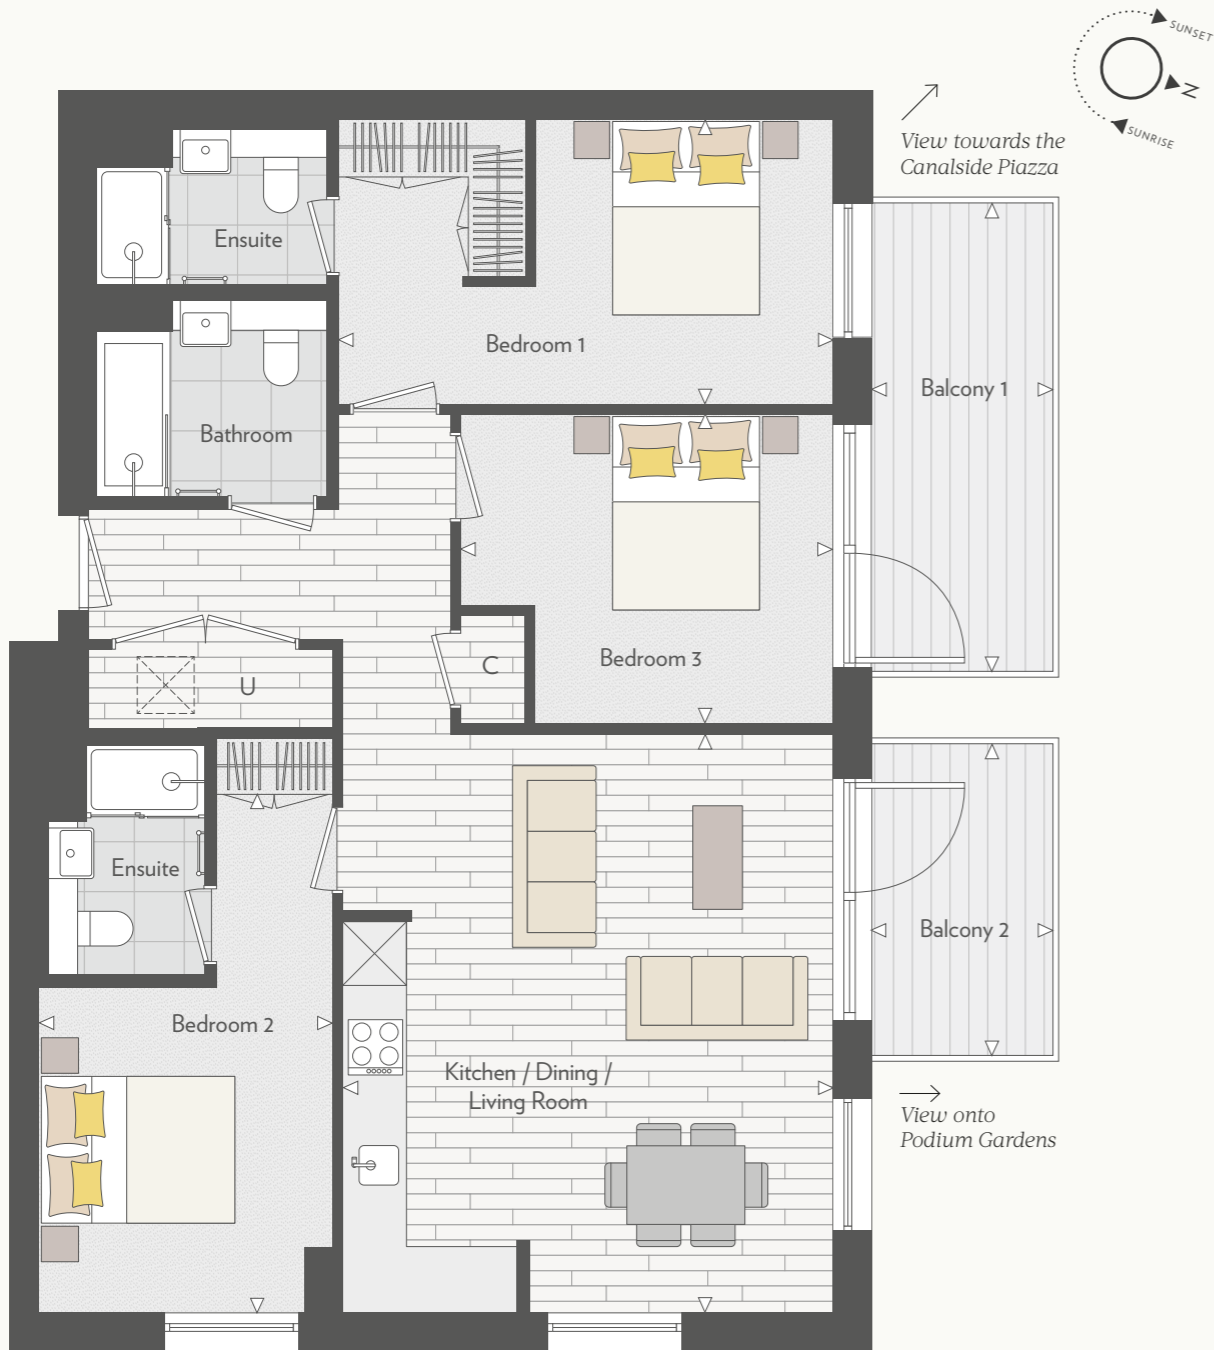 SUNSET
N
SUNRISE
View towards the
Canalside Piazza
Ensuite
Bedroom 1
Balcony 1
Bathroom
Bedroom 3
C
U
Ensuite
Balcony 2
Bedroom 2
Kitchen / Dining /
Living Room
View onto
Podium Gardens